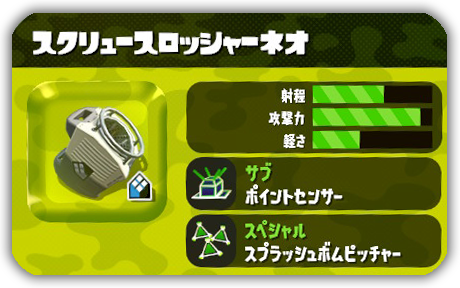 スクリュースロッシャーネオ
射程
攻撃力
軽さ
サブ
ポイントセンサー
スペシャル
スプラッシュボムピッチャー